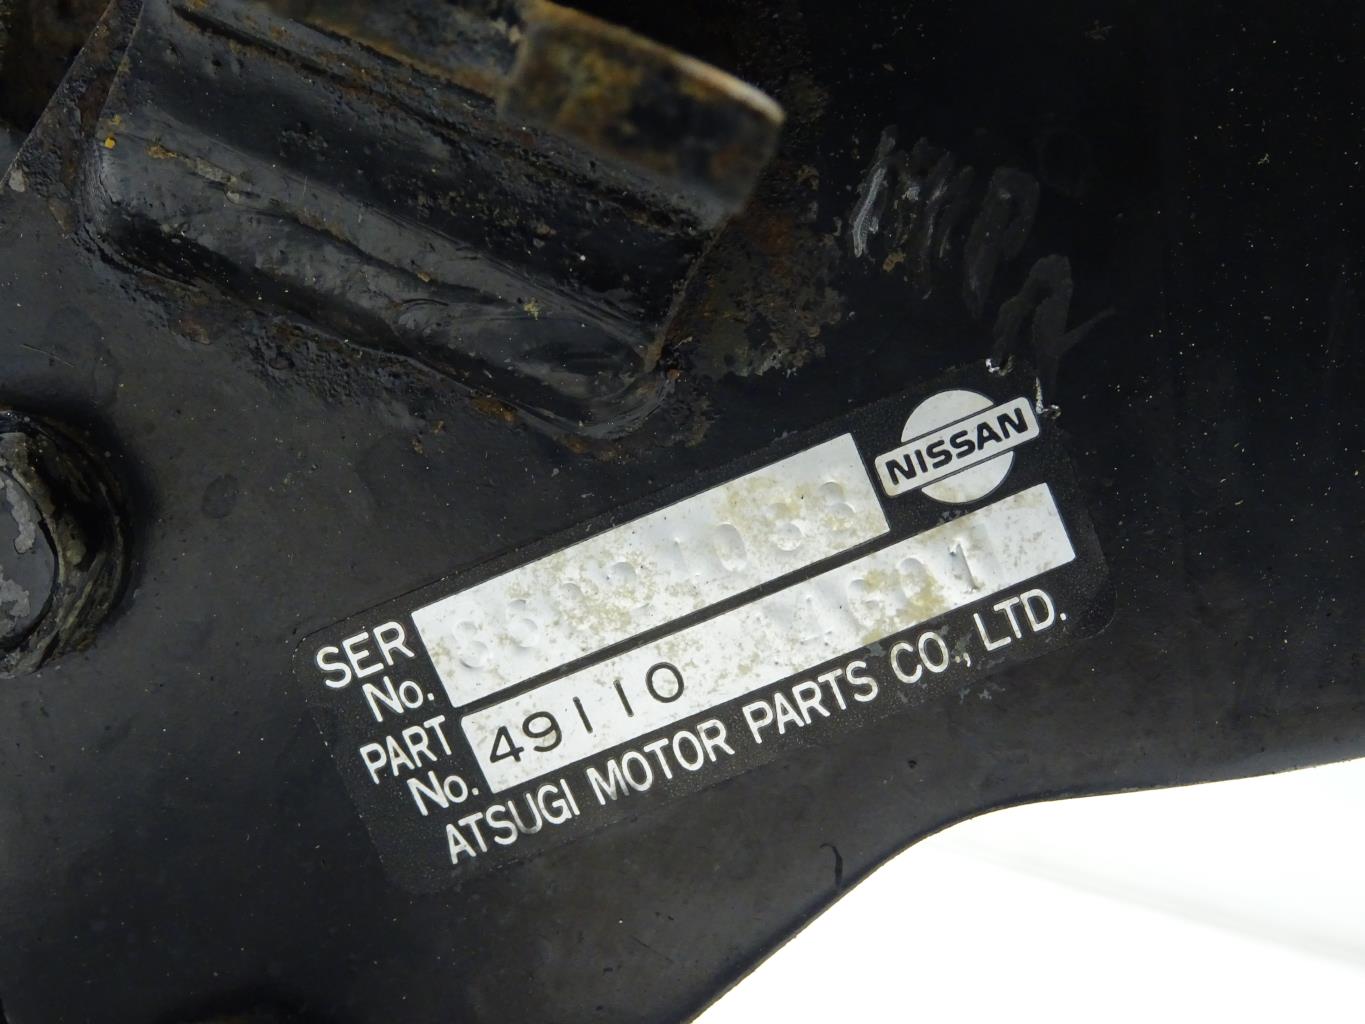 NISSAN
SER No.
PART No. 49110
ATSUGI MOTOR PARTS CO., LTD.